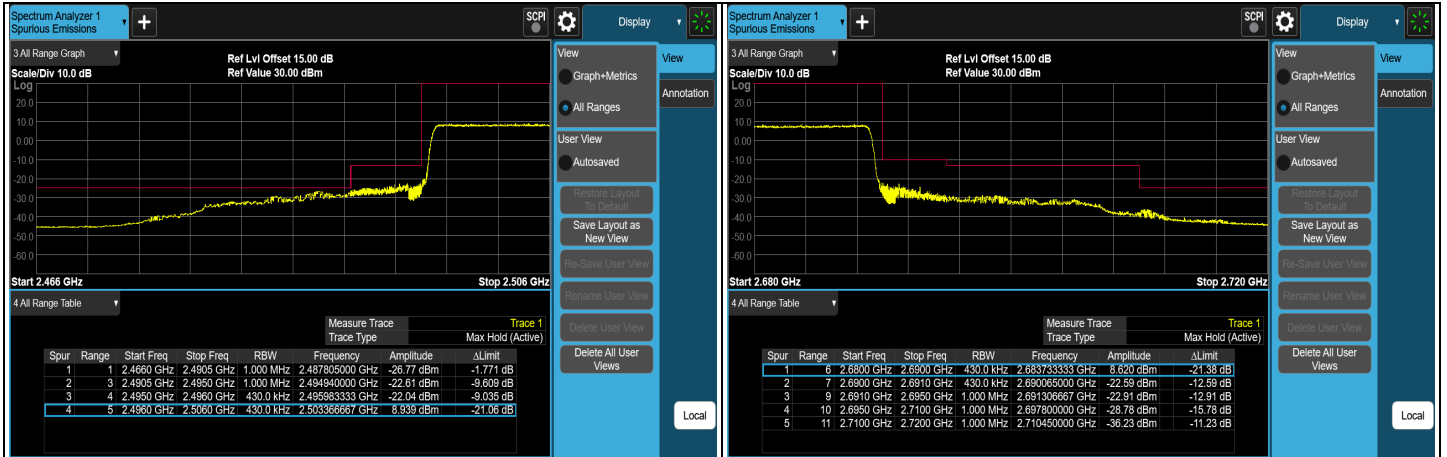 Spectrum Analyzer 1
Spurious Emissions
+
SCPI
Display
3 All Range Graph
Ref Lvl Offset 15.00 dB
Scale/Div 10.0 dB
Ref Value 30.00 dBm
Log
20.0
10.0
0.00
-10.0
-20.0
-30.0
-40.0
-50.0
-60.0
Start 2.466 GHz
Stop 2.506 GHz
4 All Range Table
Measure Trace Trace 1
Trace Type Max Hold (Active)
Spur Range Start Freq Stop Freq RBW Frequency Amplitude ΔLimit
1 1 2.4660 GHz 2.4905 GHz 1.000 MHz 2.487805000 GHz -26.77 dBm -1.771 dB
2 3 2.4905 GHz 2.4950 GHz 1.000 MHz 2.494940000 GHz -22.61 dBm -9.609 dB
3 4 2.4950 GHz 2.4960 GHz 430.0 kHz 2.495983333 GHz -22.04 dBm -9.035 dB
4 5 2.4960 GHz 2.5060 GHz 430.0 kHz 2.503366667 GHz 8.939 dBm -21.06 dB
View
Graph+Metrics
All Ranges
User View
Autosaved
Restore Layout
To Default
Save Layout as
New View
Re-Save User View
Rename User View
Delete User View
Delete All User
Views
View
Annotation
Local
Spectrum Analyzer 1
Spurious Emissions
+
SCPI
Display
3 All Range Graph
Ref Lvl Offset 15.00 dB
Scale/Div 10.0 dB
Ref Value 30.00 dBm
Log
20.0
10.0
0.00
-10.0
-20.0
-30.0
-40.0
-50.0
-60.0
Start 2.680 GHz
Stop 2.720 GHz
4 All Range Table
Measure Trace Trace 1
Trace Type Max Hold (Active)
Spur Range Start Freq Stop Freq RBW Frequency Amplitude ΔLimit
1 6 2.6800 GHz 2.6900 GHz 430.0 kHz 2.683733333 GHz 8.620 dBm -21.38 dB
2 7 2.6900 GHz 2.6910 GHz 430.0 kHz 2.690065000 GHz -22.59 dBm -12.59 dB
3 9 2.6910 GHz 2.6950 GHz 1.000 MHz 2.691306667 GHz -22.91 dBm -12.91 dB
4 10 2.6950 GHz 2.7100 GHz 1.000 MHz 2.697800000 GHz -28.78 dBm -15.78 dB
5 11 2.7100 GHz 2.7200 GHz 1.000 MHz 2.710450000 GHz -36.23 dBm -11.23 dB
View
Graph+Metrics
All Ranges
User View
Autosaved
Restore Layout
To Default
Save Layout as
New View
Re-Save User View
Rename User View
Delete User View
Delete All User
Views
View
Annotation
Local